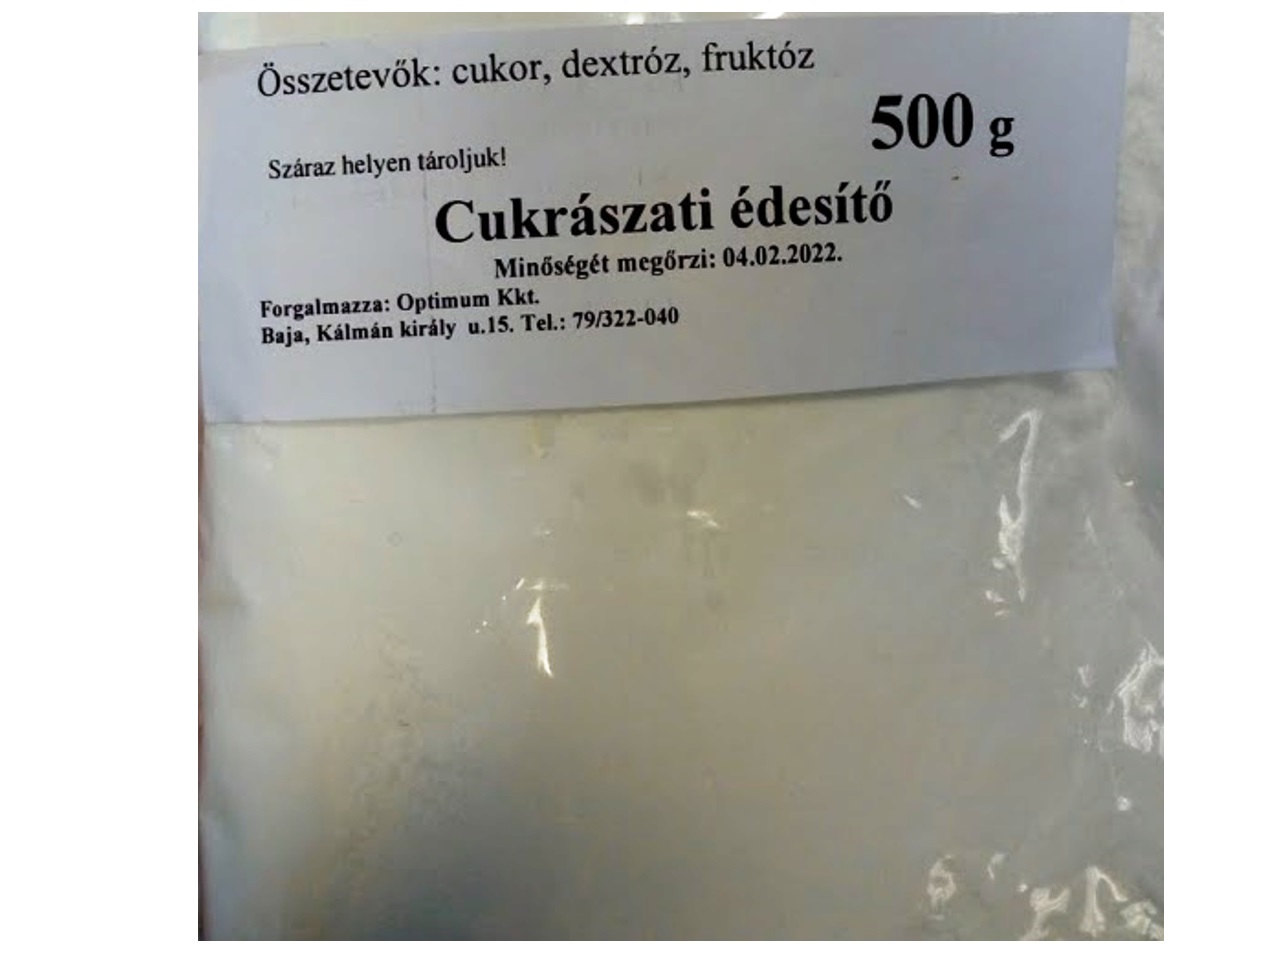 Összetevők: cukor, dextróz, fruktóz
500 g
Száraz helyen tároljuk!
Cukrászati édesítő
Minőségét megőrzi: 04.02.2022.
Forgalmazza: Optimum Kkt.
Baja, Kálmán király u.15. Tel.: 79/322-040